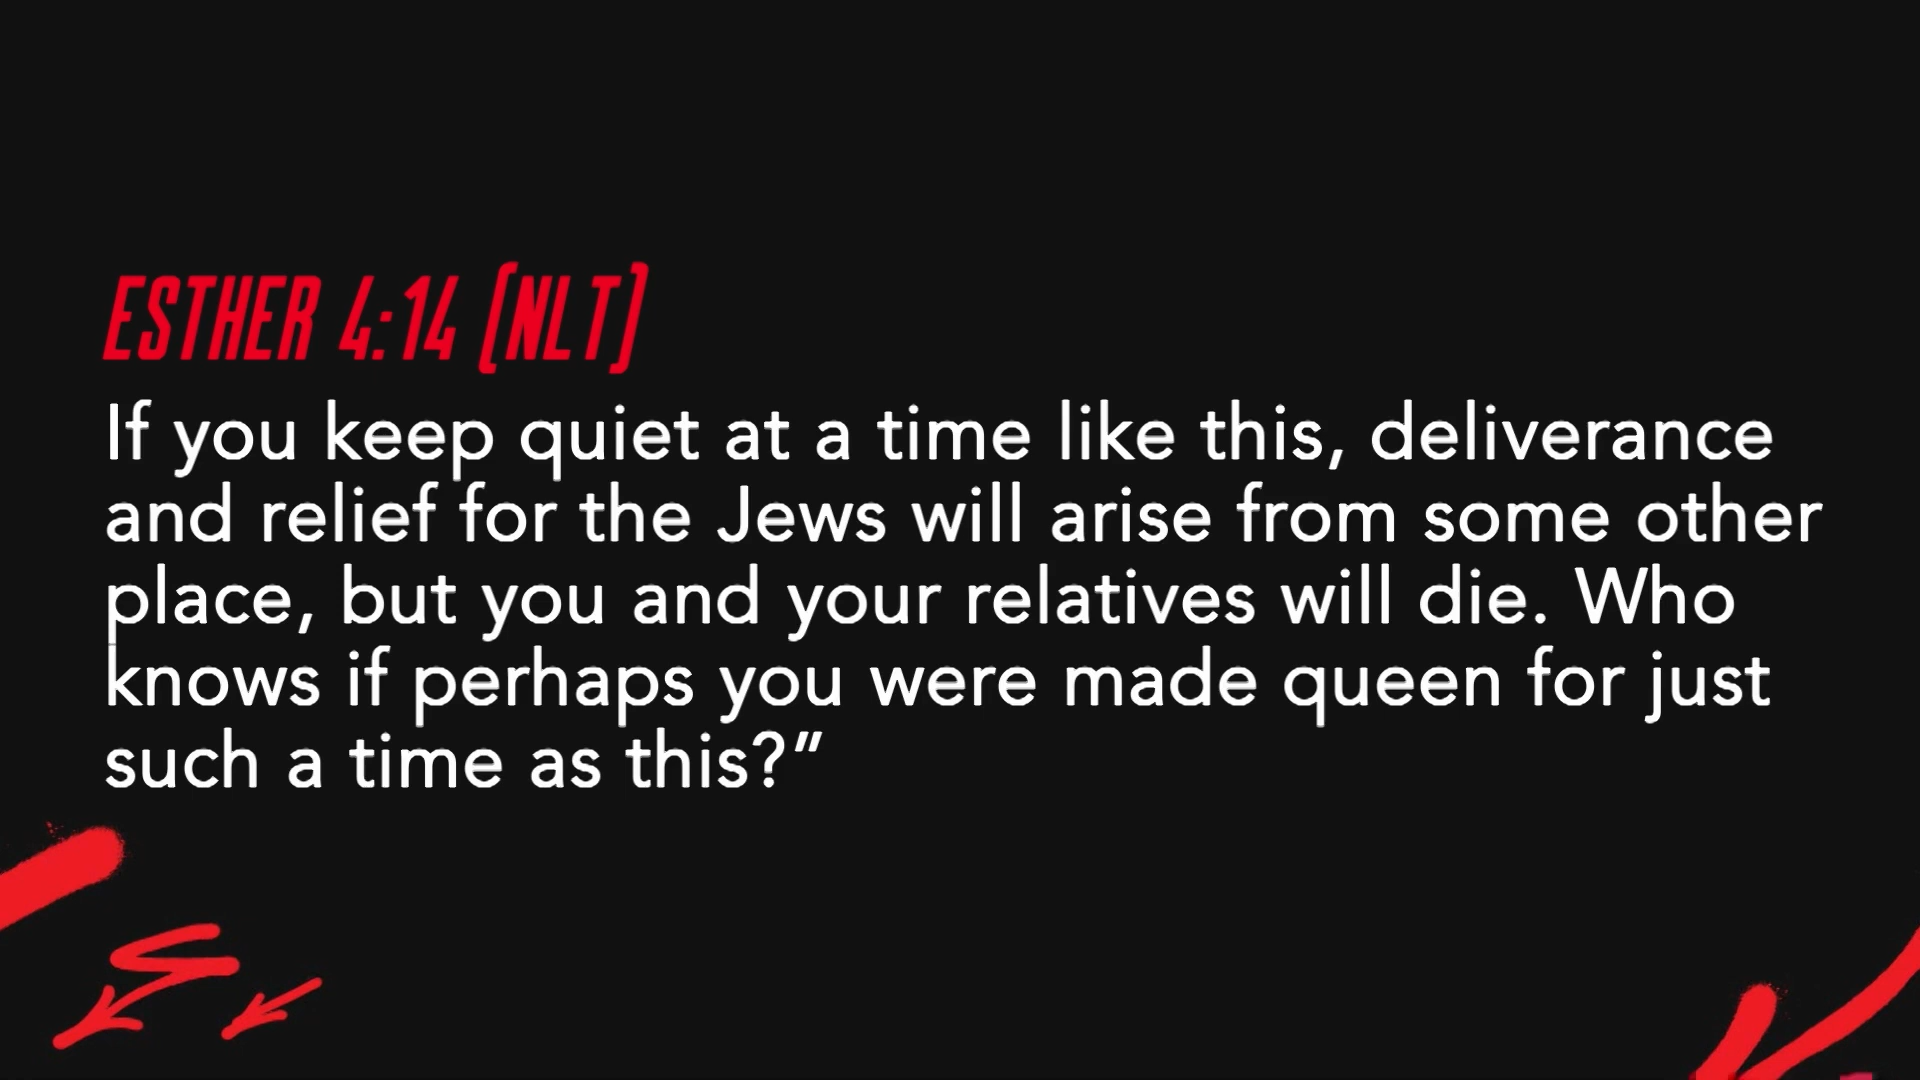 ESTHER 4:14 (NLT)
If you keep quiet at a time like this, deliverance
and relief for the Jews will arise from some other
place, but you and your relatives will die. Who
knows if perhaps you were made queen for just
such a time as this?”